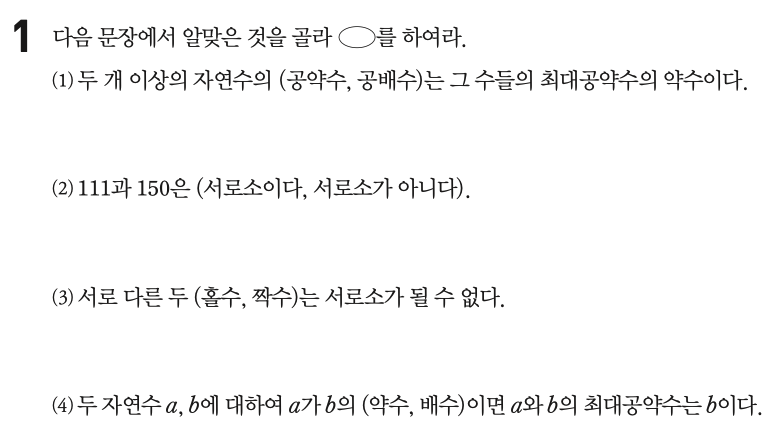 1 다음 문장에서 알맞은 것을 골라 ◯를 하여라.
(1) 두 개 이상의 자연수의 (공약수, 공배수)는 그 수들의 최대공약수의 약수이다.
(2) 111과 150은 (서로소이다, 서로소가 아니다).
(3) 서로 다른 두 (홀수, 짝수)는 서로소가 될 수 없다.
(4) 두 자연수 a, b에 대하여 a가 b의 (약수, 배수)이면 a와 b의 최대공약수는 b이다.